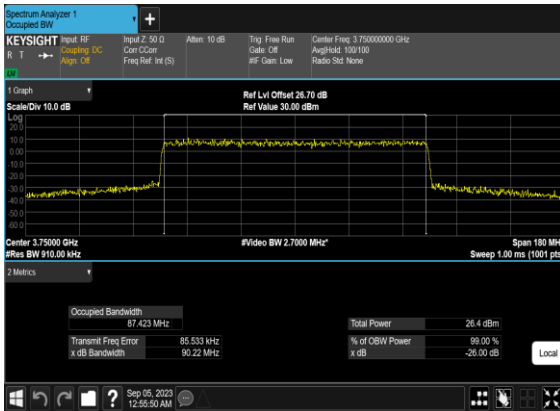 Spectrum Analyzer 1
Occupied BW
+
KEYSIGHT
R T
LXI
Input: RF
Coupling: DC
Align: Off
Input Z: 50 Ω
Corr CCorr
Freq Ref: Int (S)
Atten: 10 dB
Trig: Free Run
Gate: Off
#IF Gain: Low
Center Freq: 3.750000000 GHz
Avg|Hold: 100/100
Radio Std: None
1 Graph
Scale/Div 10.0 dB
Ref Lvl Offset 26.70 dB
Ref Value 30.00 dBm
Log
20.0
10.0
0.00
-10.0
-20.0
-30.0
-40.0
-50.0
-60.0
Center 3.75000 GHz
#Video BW 2.7000 MHz*
Span 180 MH
#Res BW 910.00 kHz
Sweep 1.00 ms (1001 pts
2 Metrics
Occupied Bandwidth
87.423 MHz
Total Power 26.4 dBm
Transmit Freq Error 85.533 kHz
% of OBW Power 99.00 %
x dB Bandwidth 90.22 MHz
x dB -26.00 dB
Local
?
Sep 05, 2023
12:55:50 AM